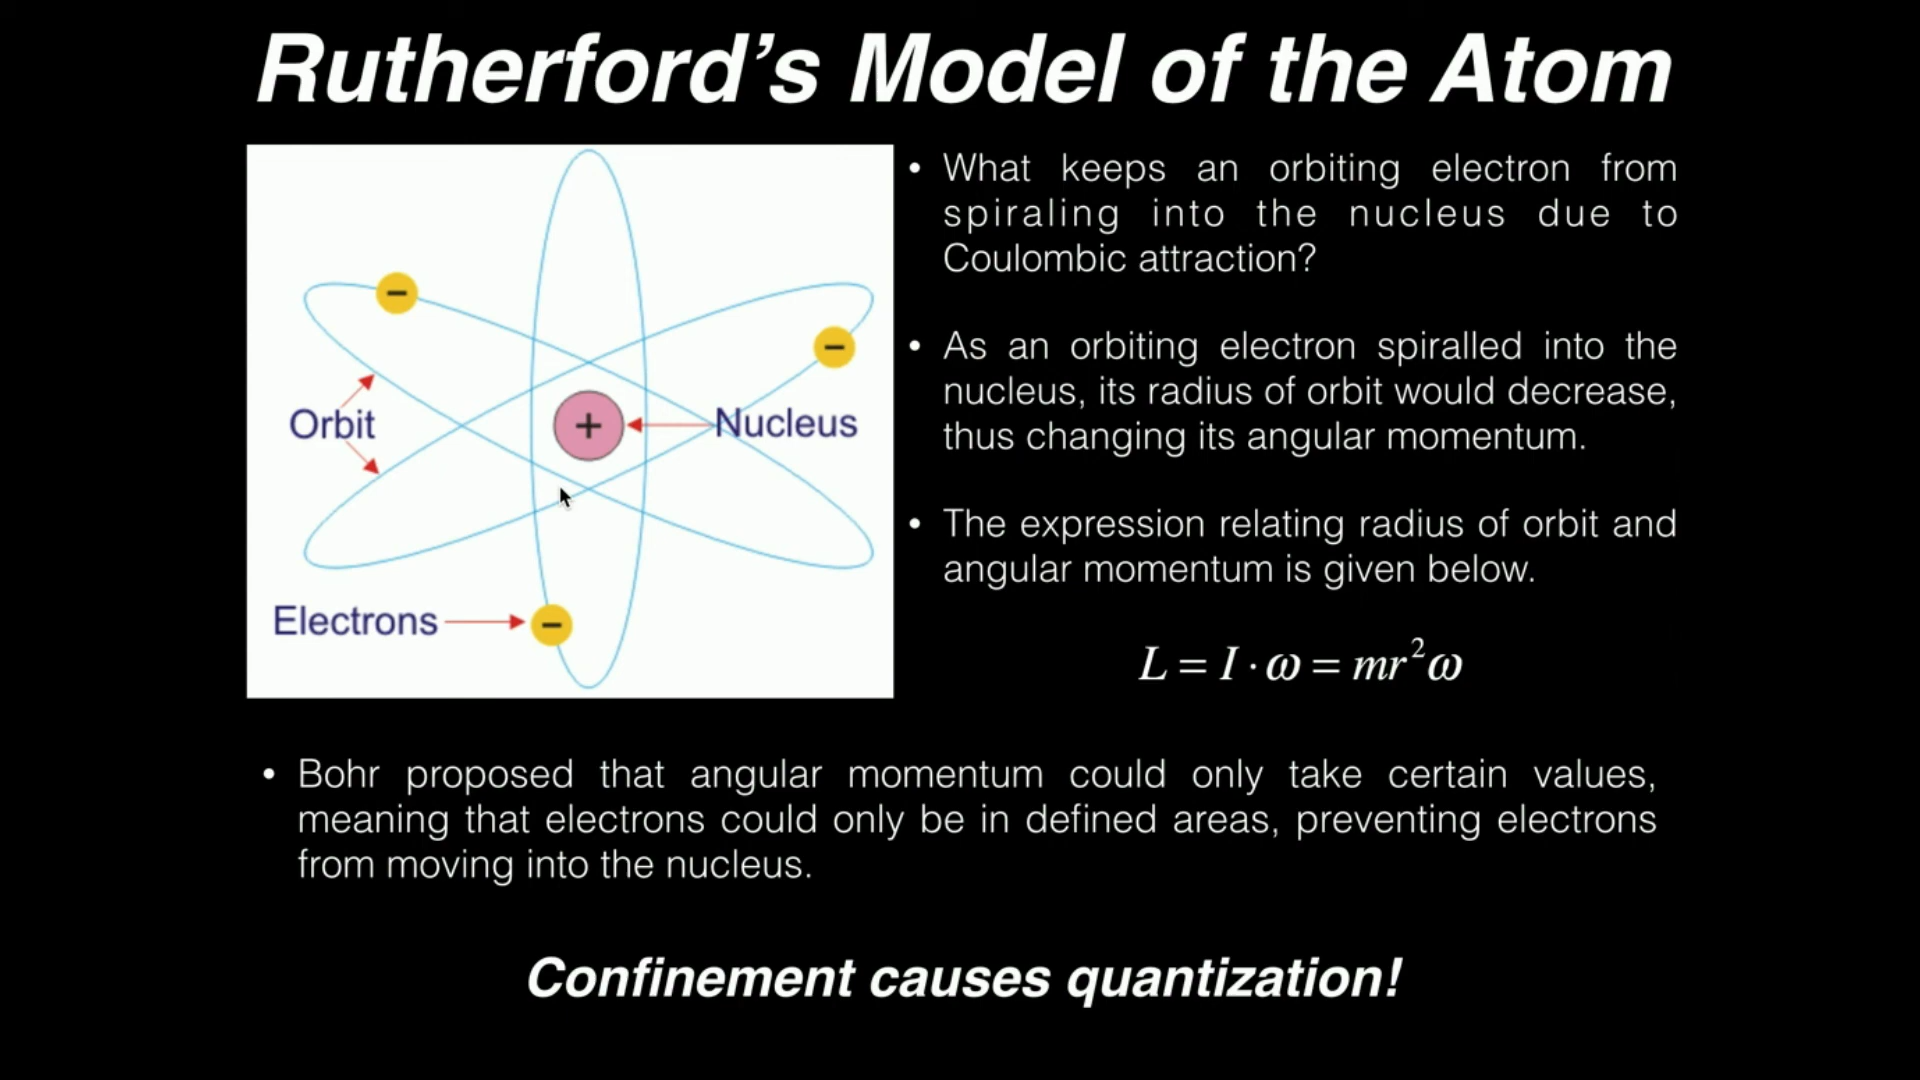 Rutherford’s Model of the Atom
• What keeps an orbiting electron from
spiraling into the nucleus due to
Coulombic attraction?
• As an orbiting electron spiralled into the
nucleus, its radius of orbit would decrease,
thus changing its angular momentum.
• The expression relating radius of orbit and
angular momentum is given below.
L = I · ω = mr²ω
−
−
Orbit
+
Nucleus
Electrons
−
• Bohr proposed that angular momentum could only take certain values,
meaning that electrons could only be in defined areas, preventing electrons
from moving into the nucleus.
Confinement causes quantization!